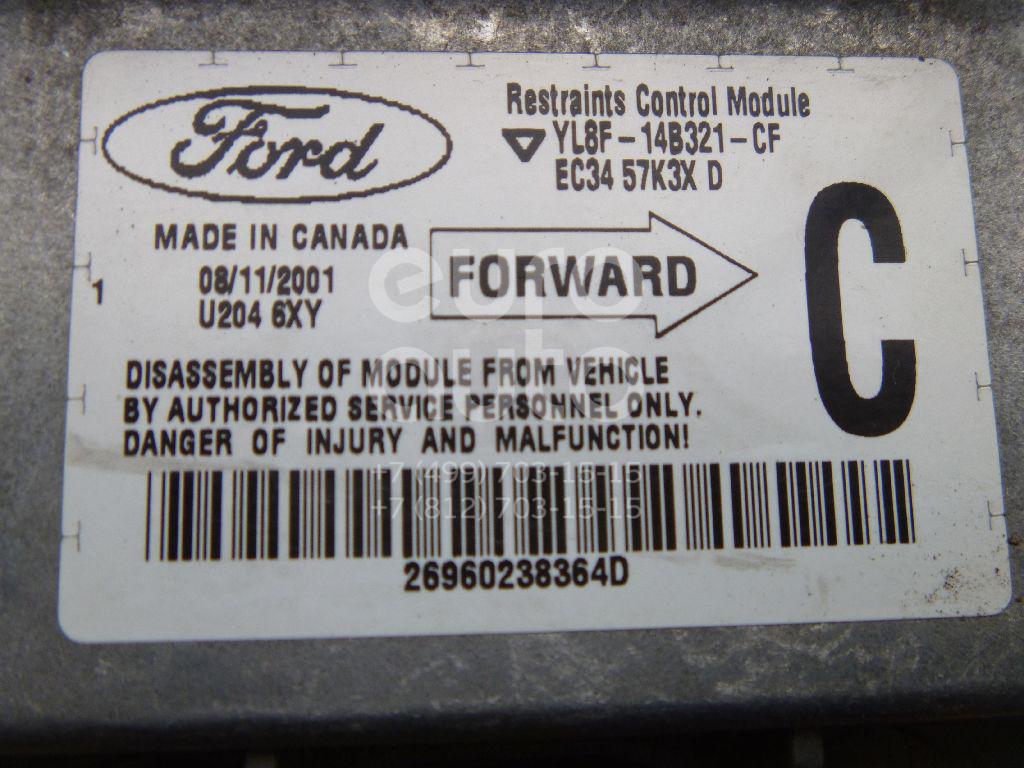 Ford
Restraints Control Module
YL8F-14B321-CF
EC34 57K3X D
MADE IN CANADA
08/11/2001
U204 6XY
1
FORWARD
C
euro
auto
DISASSEMBLY OF MODULE FROM VEHICLE
BY AUTHORIZED SERVICE PERSONNEL ONLY.
DANGER OF INJURY AND MALFUNCTION!
+7 (499) 703-15-15
+7 (812) 703-15-15
26960238364D